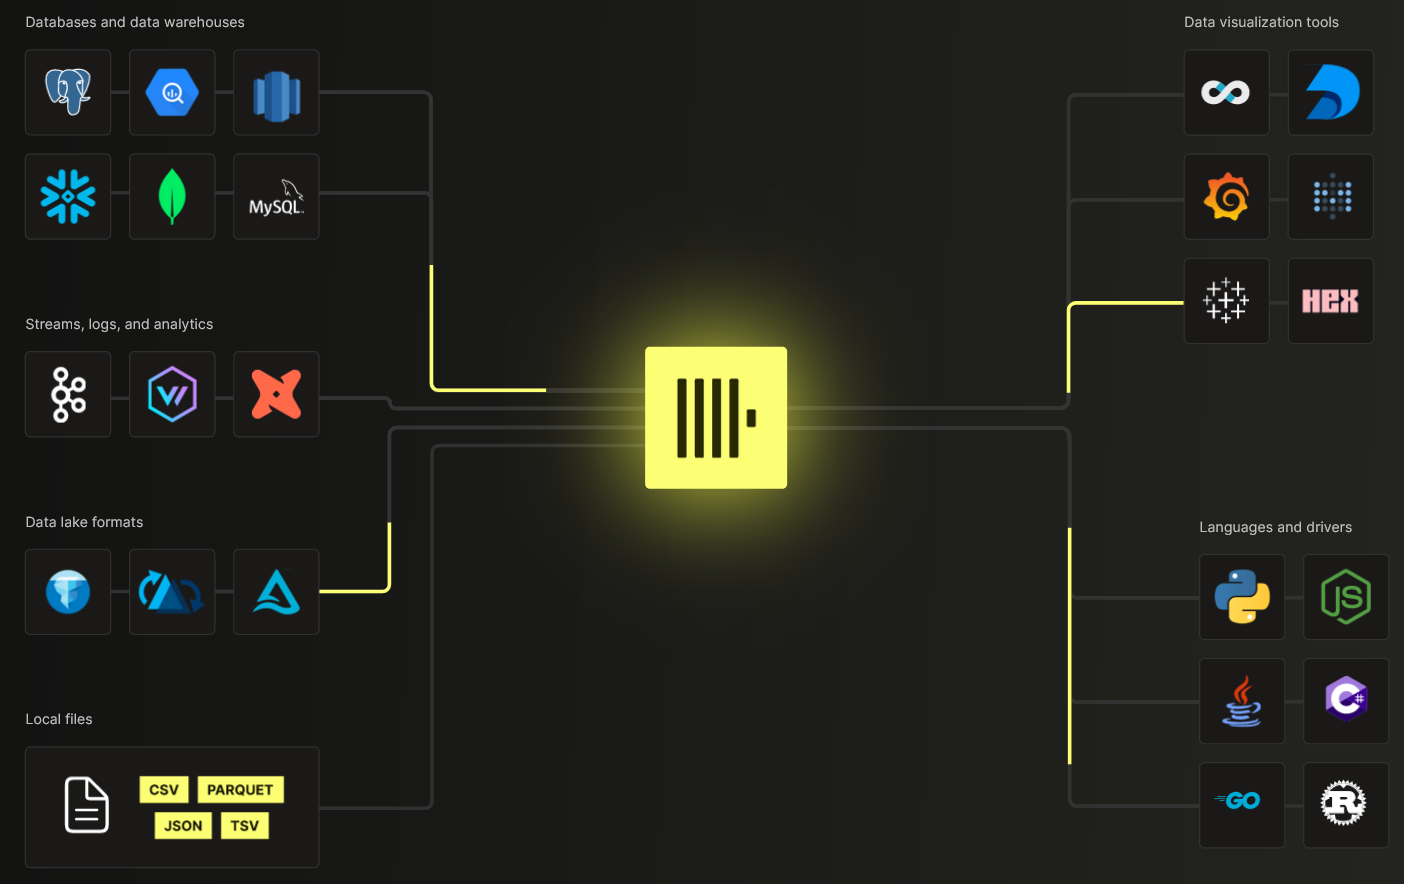 Databases and data warehouses
MySQL
Streams, logs, and analytics
Data lake formats
Local files
CSV PARQUET
JSON TSV
Data visualization tools
HEX
Languages and drivers
JS
C#
GO
R